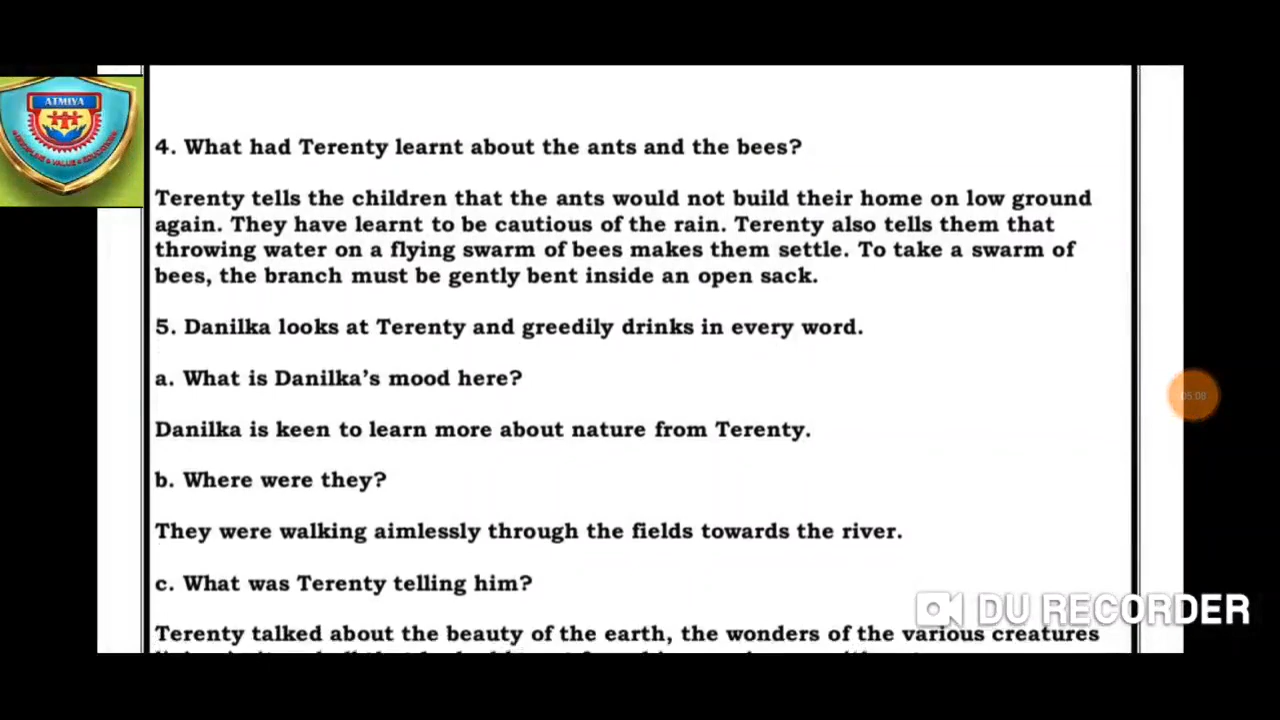 ATMIYA
4. What had Terenty learnt about the ants and the bees?
Terenty tells the children that the ants would not build their home on low ground
again. They have learnt to be cautious of the rain. Terenty also tells them that
throwing water on a flying swarm of bees makes them settle. To take a swarm of
bees, the branch must be gently bent inside an open sack.
5. Danilka looks at Terenty and greedily drinks in every word.
a. What is Danilka's mood here?
05:08
Danilka is keen to learn more about nature from Terenty.
b. Where were they?
They were walking aimlessly through the fields towards the river.
c. What was Terenty telling him?
DU RECORDER
Terenty talked about the beauty of the earth, the wonders of the various creatures